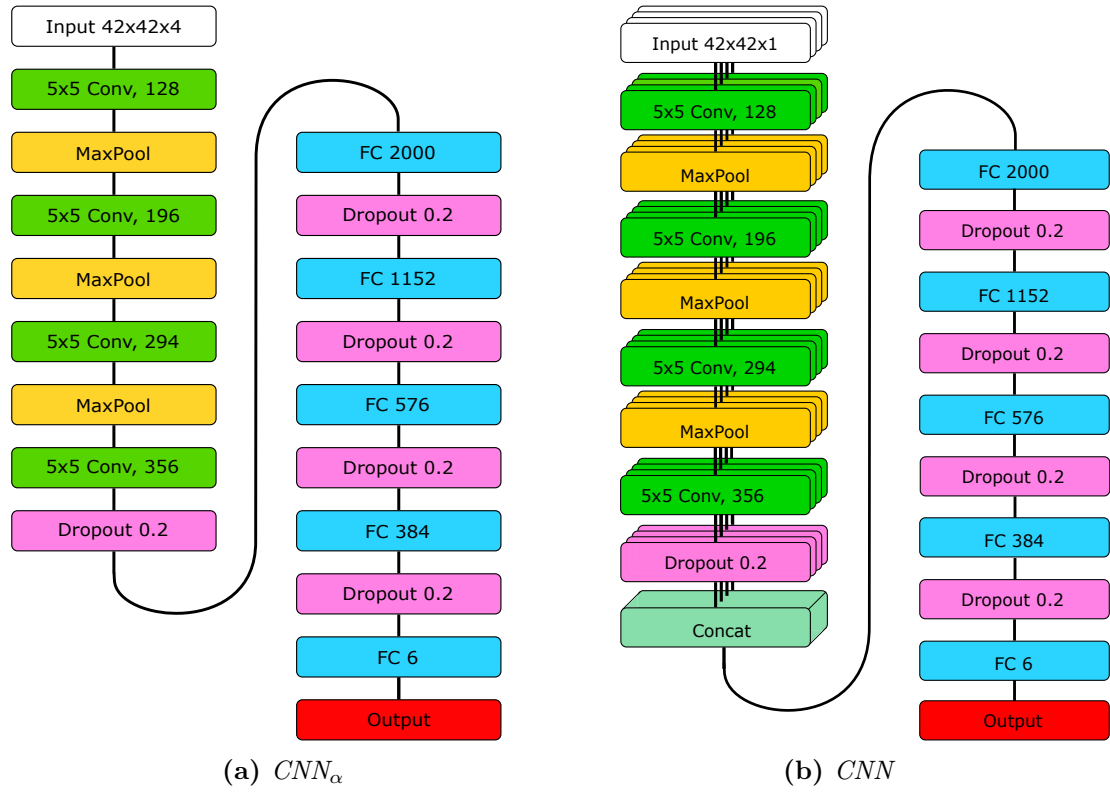 Input 42x42x4
5x5 Conv, 128
MaxPool
5x5 Conv, 196
MaxPool
5x5 Conv, 294
MaxPool
5x5 Conv, 356
Dropout 0.2
FC 2000
Dropout 0.2
FC 1152
Dropout 0.2
FC 576
Dropout 0.2
FC 384
Dropout 0.2
FC 6
Output
(a) CNNα
Input 42x42x1
5x5 Conv, 128
MaxPool
5x5 Conv, 196
MaxPool
5x5 Conv, 294
MaxPool
5x5 Conv, 356
Dropout 0.2
Concat
FC 2000
Dropout 0.2
FC 1152
Dropout 0.2
FC 576
Dropout 0.2
FC 384
Dropout 0.2
FC 6
Output
(b) CNN